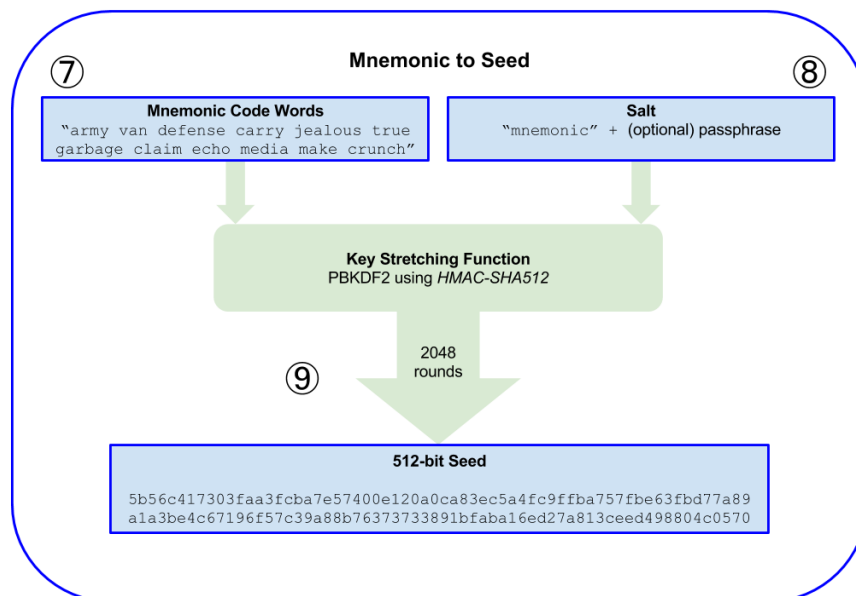 Mnemonic to Seed
⑦
⑧
Mnemonic Code Words
“army van defense carry jealous true
garbage claim echo media make crunch”
Salt
“mnemonic” + (optional) passphrase
Key Stretching Function
PBKDF2 using HMAC-SHA512
2048
rounds
⑨
512-bit Seed
5b56c417303faa3fcba7e57400e120a0ca83ec5a4fc9ffba757fbe63fbd77a89
a1a3be4c67196f57c39a88b76373733891bfaba16ed27a813ceed498804c0570